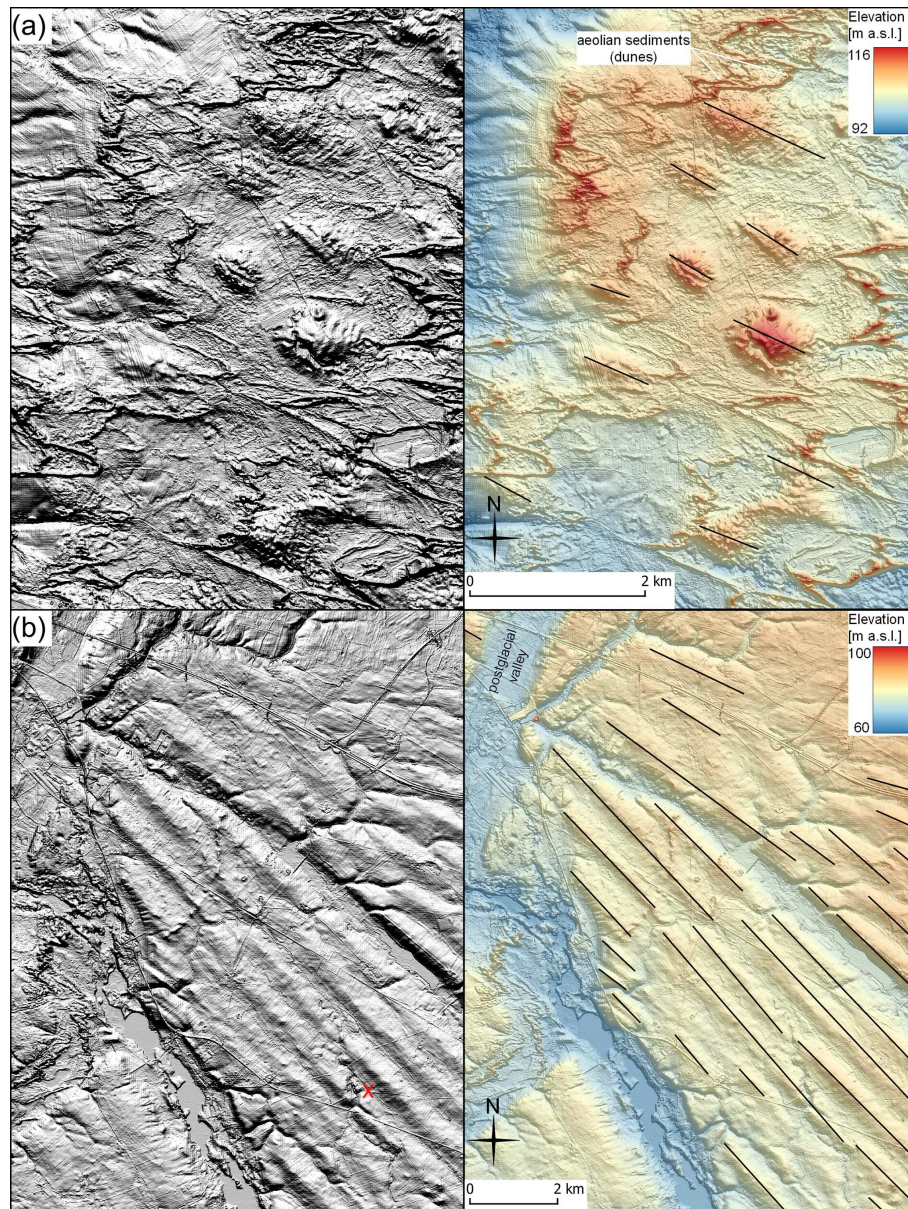 (a)
aeolian sediments
(dunes)
Elevation
[m a.s.l.]
116
92
N
0 2 km
(b)
postglacial
valley
Elevation
[m a.s.l.]
100
60
X
N
0 2 km